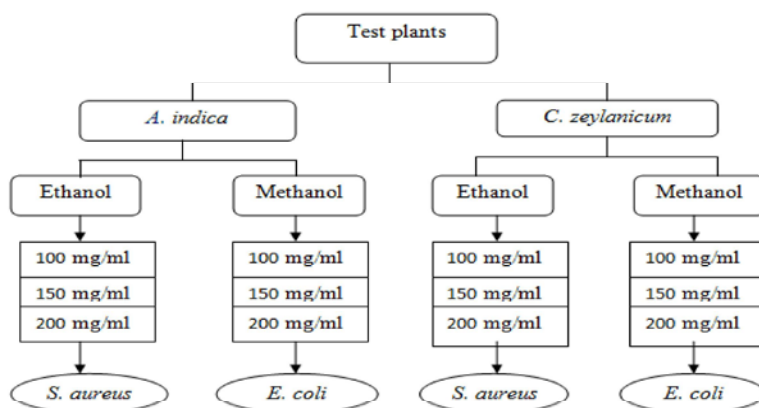 Test plants
A. indica
C. zeylanicum
Ethanol
Methanol
Ethanol
Methanol
100 mg/ml
150 mg/ml
200 mg/ml
100 mg/ml
150 mg/ml
200 mg/ml
100 mg/ml
150 mg/ml
200 mg/ml
100 mg/ml
150 mg/ml
200 mg/ml
S. aureus
E. coli
S. aureus
E. coli